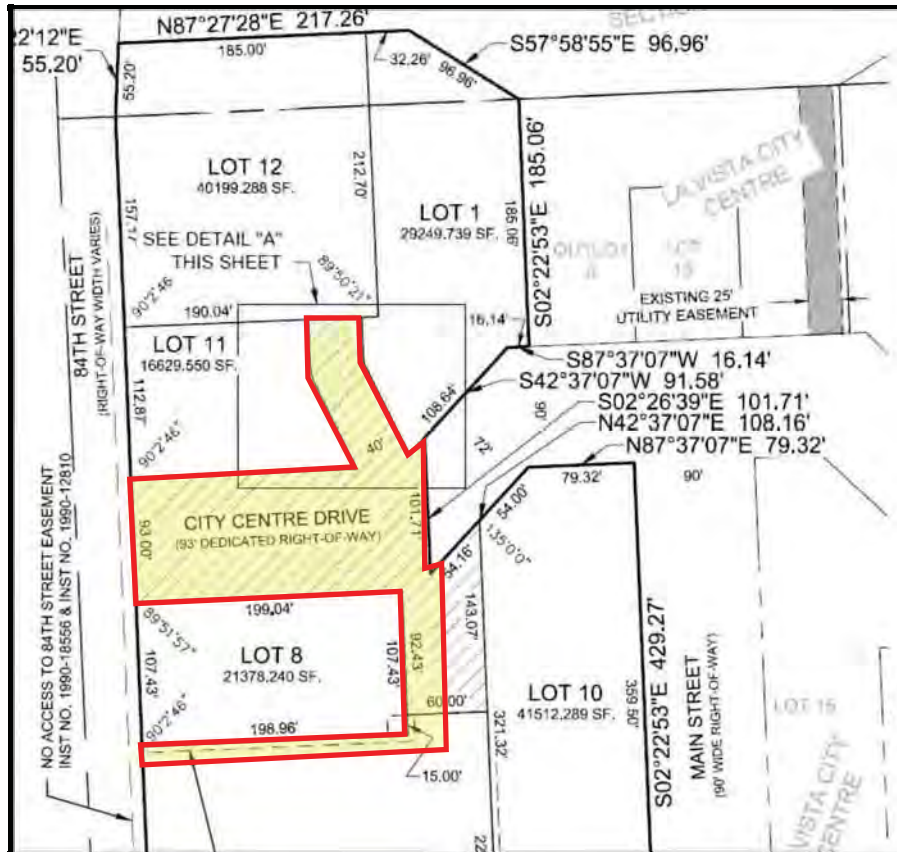 N87°27'28"E 217.26'
SECTION
22'12"E
55.20'
185.00'
32.26'
96.96'
S57°58'55"E 96.96'
55.20'
LOT 12
40199.288 SF.
212.70'
LOT 1
29249.739 SF.
185.06'
S02°22'53"E 185.06'
LA VISTA CITY
CENTRE
OUTLOT
A
LOT
15
EXISTING 25'
UTILITY EASEMENT
SEE DETAIL "A"
THIS SHEET
89°50'21"
84TH STREET
(RIGHT-OF-WAY WIDTH VARIES)
90°2'46"
190.04'
16.14'
LOT 11
16629.550 SF.
112.87'
90°2'46"
108.64'
S87°37'07"W 16.14'
S42°37'07"W 91.58'
S02°26'39"E 101.71'
N42°37'07"E 108.16'
N87°37'07"E 79.32'
90'
72'
40'
79.32'
90'
CITY CENTRE DRIVE
(93' DEDICATED RIGHT-OF-WAY)
93.00'
101.71'
54.00'
135°0'0"
54.16'
NO ACCESS TO 84TH STREET EASEMENT
INST NO. 1990-18556 & INST NO. 1990-12810
199.04'
89°51'57"
LOT 8
21378.240 SF.
107.43'
107.43'
92.43'
143.07'
90°2'46"
198.96'
60.00'
15.00'
LOT 10
41512.289 SF.
321.32'
359.50'
S02°22'53"E 429.27'
MAIN STREET
(90' WIDE RIGHT-OF-WAY)
LOT 15
VISTA CITY
CENTRE
22